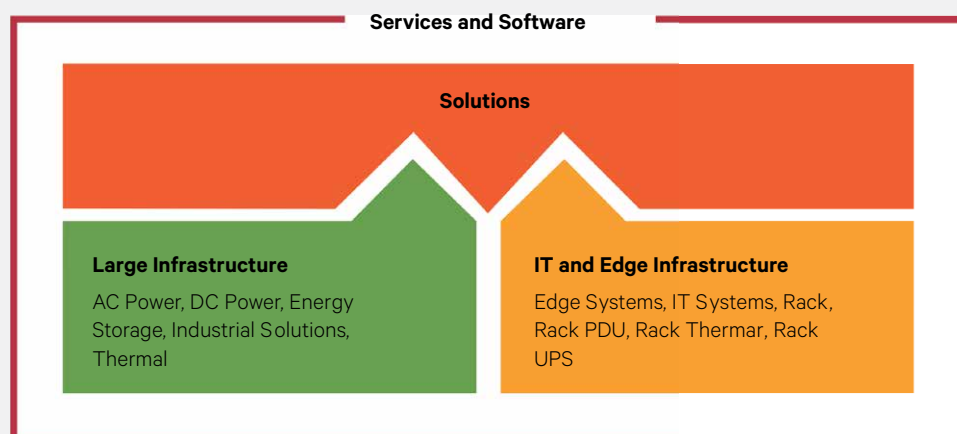 Services and Software
Solutions
Large Infrastructure
AC Power, DC Power, Energy
Storage, Industrial Solutions,
Thermal
IT and Edge Infrastructure
Edge Systems, IT Systems, Rack,
Rack PDU, Rack Thermar, Rack
UPS